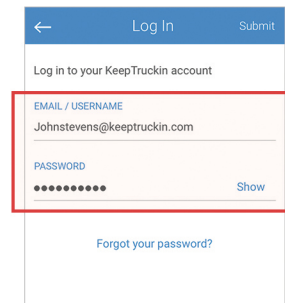 Log In Submit
Log in to your KeepTruckin account
EMAIL / USERNAME
Johnstevens@keeptruckin.com
PASSWORD
●●●●●●●●●● Show
Forgot your password?